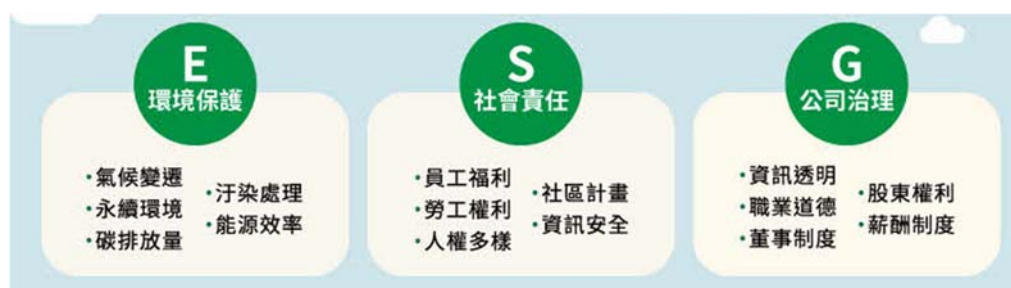 E
環境保護
·氣候變遷
·永續環境
·碳排放量
·汙染處理
·能源效率
S
社會責任
·員工福利
·勞工權利
·人權多樣
·社區計畫
·資訊安全
G
公司治理
·資訊透明
·職業道德
·董事制度
·股東權利
·薪酬制度